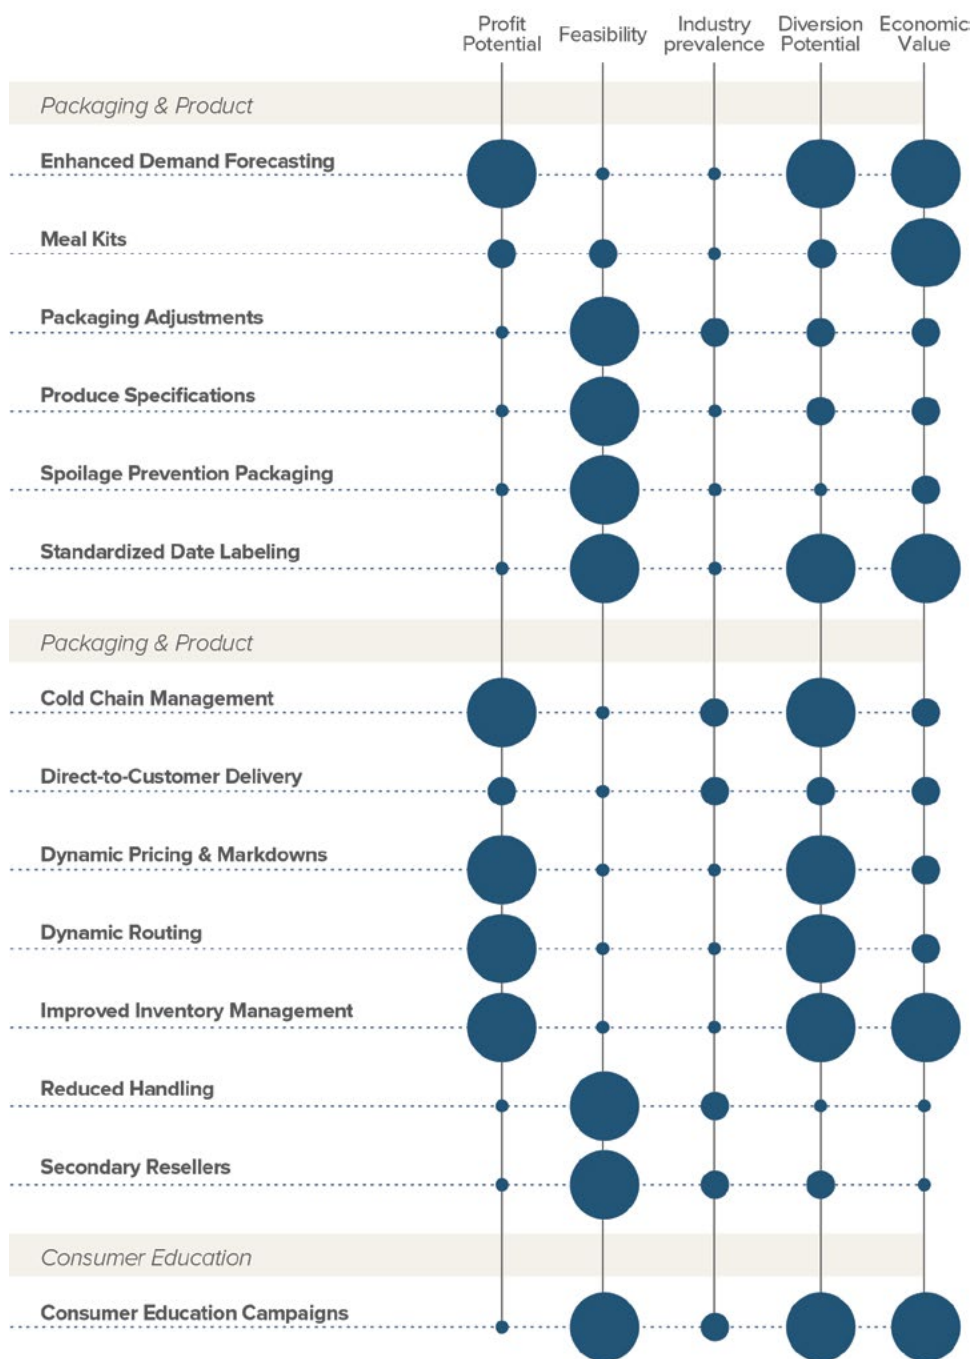 Profit
Potential
Feasibility
Industry
prevalence
Diversion
Potential
Economic
Value
Packaging & Product
Enhanced Demand Forecasting
Meal Kits
Packaging Adjustments
Produce Specifications
Spoilage Prevention Packaging
Standardized Date Labeling
Packaging & Product
Cold Chain Management
Direct-to-Customer Delivery
Dynamic Pricing & Markdowns
Dynamic Routing
Improved Inventory Management
Reduced Handling
Secondary Resellers
Consumer Education
Consumer Education Campaigns